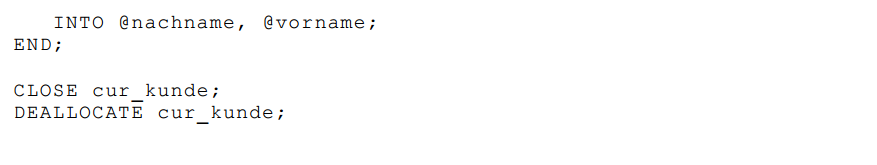 INTO @nachname, @vorname;
END;
CLOSE cur_kunde;
DEALLOCATE cur_kunde;